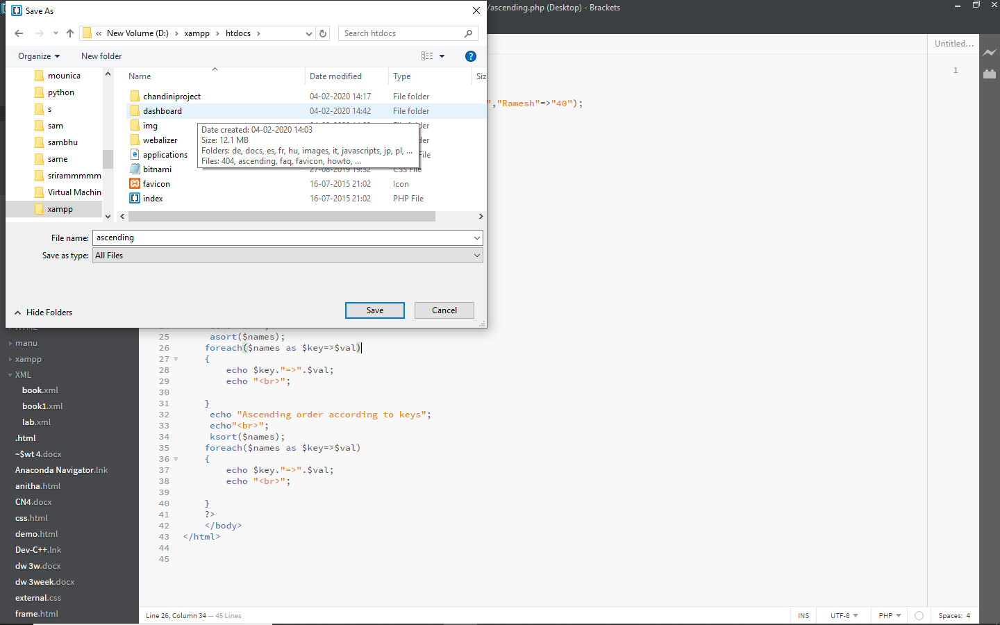 Save As
/ascending.php (Desktop) - Brackets
« New Volume (D:) › xampp › htdocs ›
Search htdocs
Organize
New folder
?
mounica
python
s
sam
sambhu
same
srirammmmm
Virtual Machin
xampp
Name Date modified Type Siz
chandiniproject 04-02-2020 14:17 File folder
dashboard 04-02-2020 14:42 File folder
img
webalizer
applications
bitnami 27-08-2019 19:32 CSS File
favicon 16-07-2015 21:02 Icon
index 16-07-2015 21:02 PHP File
Date created: 04-02-2020 14:03
Size: 12.1 MB
Folders: de, docs, es, fr, hu, images, it, javascripts, jp, pl, ...
Files: 404, ascending, faq, favicon, howto, ...
File name: ascending
Save as type: All Files
Hide Folders
Save
Cancel
Untitled...
1
","Ramesh"=>"40");
HTML
manu
xampp
XML
book.xml
book1.xml
lab.xml
.html
~$wt 4.docx
Anaconda Navigator.lnk
anitha.html
CN4.docx
css.html
demo.html
Dev-C++.lnk
dw 3w.docx
dw 3week.docx
external.css
frame.html
25 asort($names);
26 foreach($names as $key=>$val)
27 {
28 echo $key."=>".$val;
29 echo "<br>";
30
31 }
32 echo "Ascending order according to keys";
33 echo"<br>";
34 ksort($names);
35 foreach($names as $key=>$val)
36 {
37 echo $key."=>".$val;
38 echo "<br>";
39
40 }
41 ?>
42 </body>
43 </html>
44
45
Line 26, Column 34 — 45 Lines
INS
UTF-8
PHP
Spaces: 4